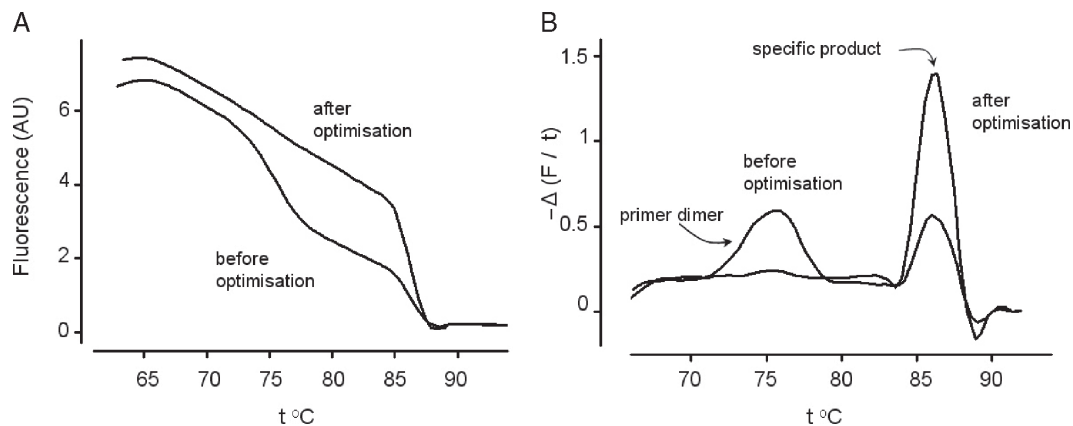 A
Fluorescence (AU)
6
4
2
0
after
optimisation
before
optimisation
65 70 75 80 85 90
t °C
B
−Δ (F / t)
1.5
1
0.5
0
specific product
after
optimisation
before
optimisation
primer dimer
70 75 80 85 90
t °C